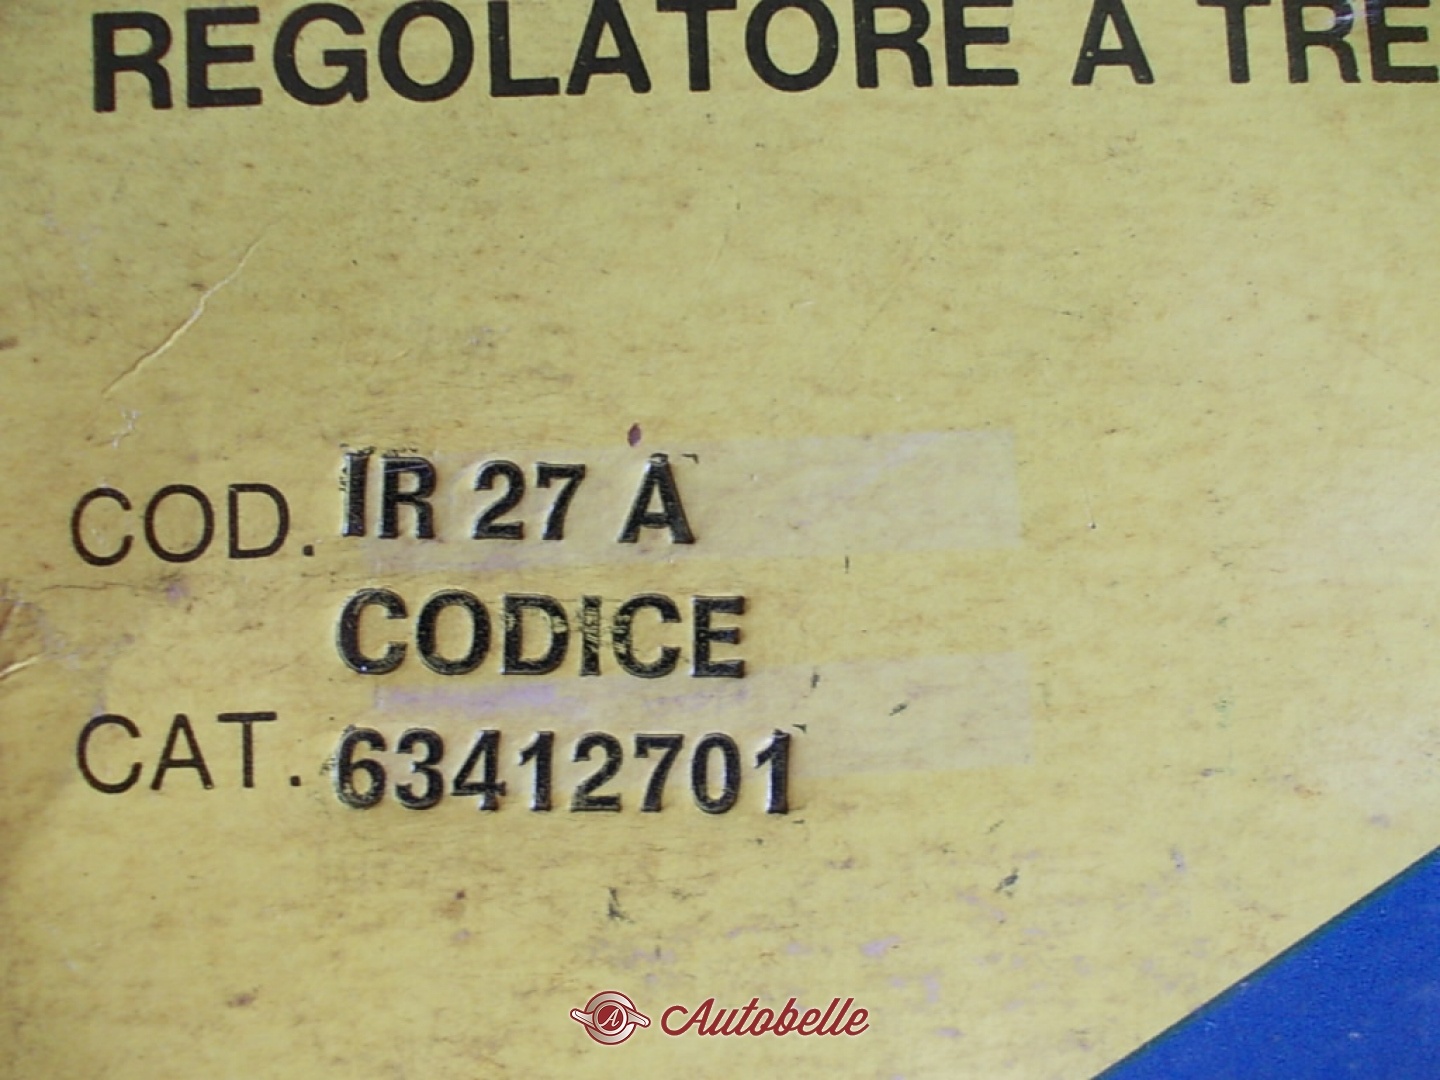 REGOLATORE A TRE
COD. IR 27 A
CODICE
CAT. 63412701
A Autobelle